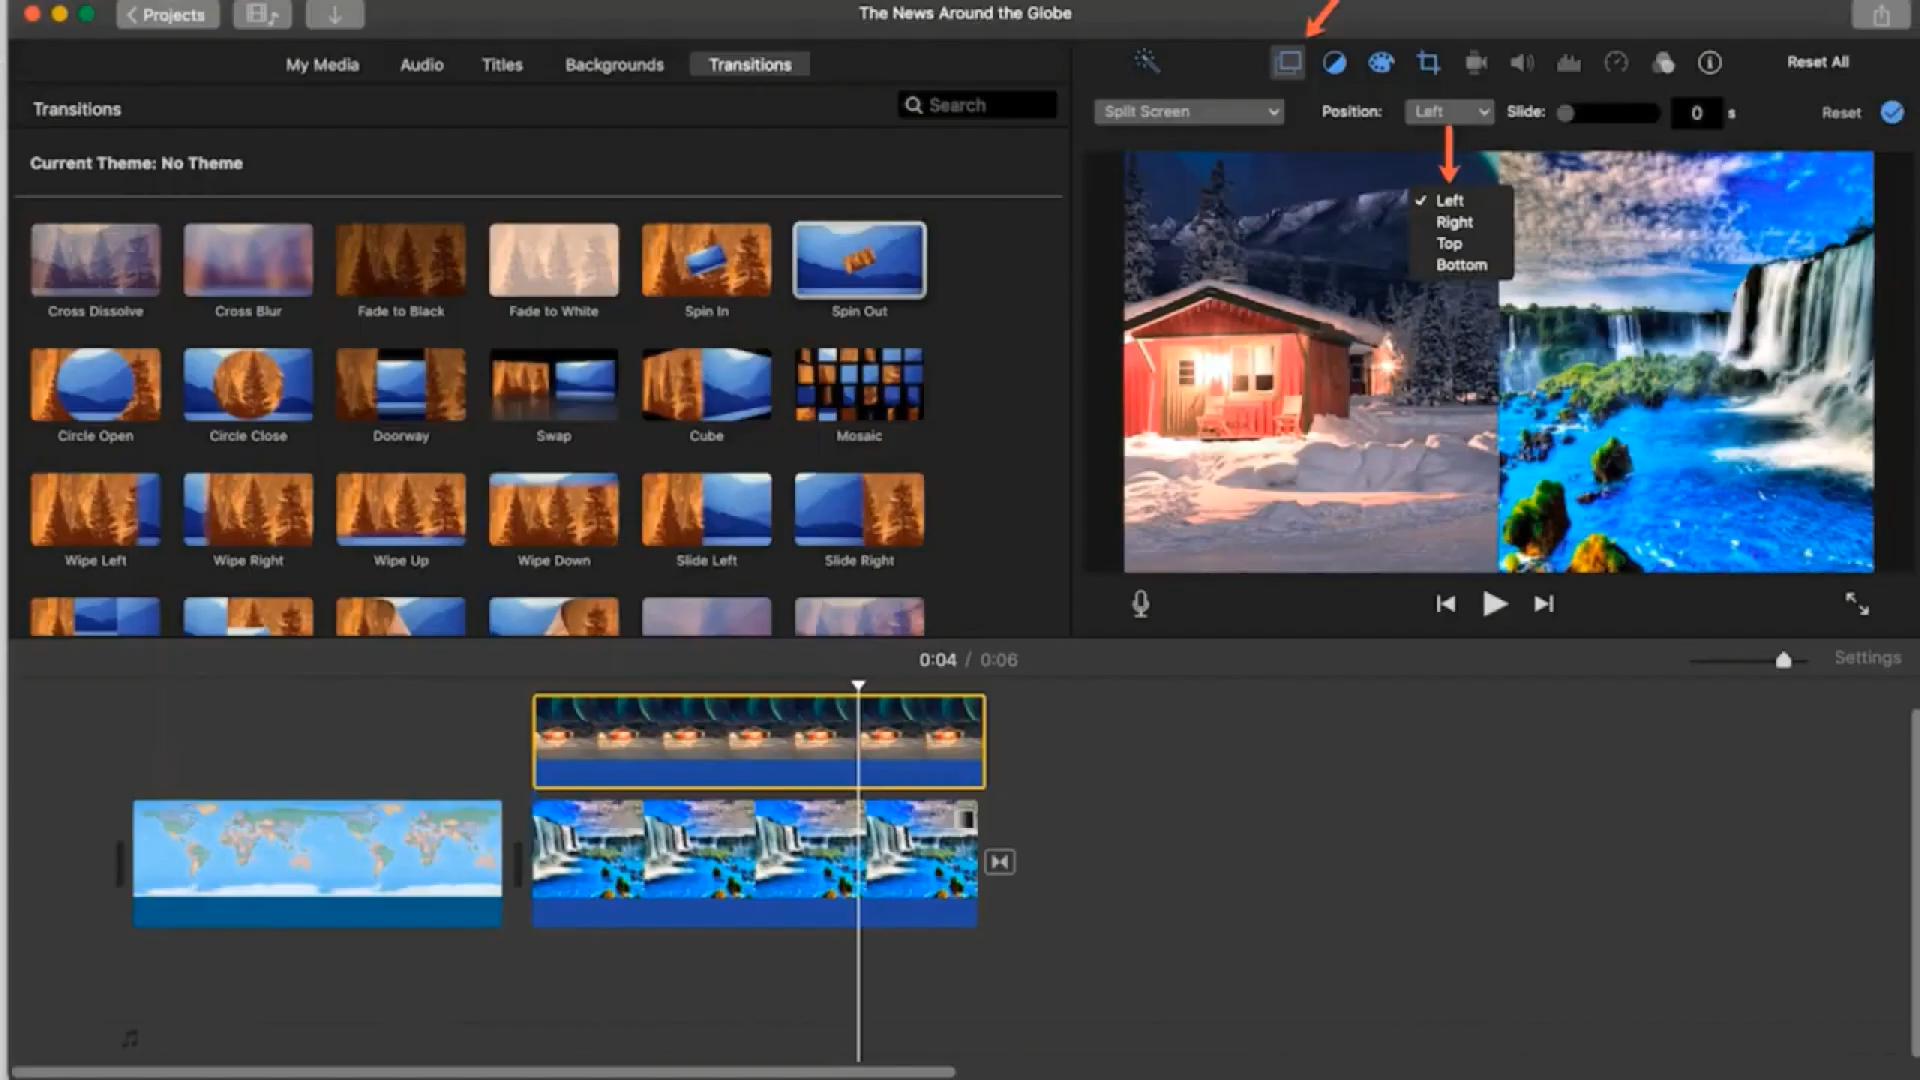 Projects
The News Around the Globe
My Media
Audio
Titles
Backgrounds
Transitions
Reset All
Transitions
Search
Split Screen
Position:
Left
Slide:
0
s
Reset
Current Theme: No Theme
Left
Right
Top
Bottom
Cross Dissolve
Cross Blur
Fade to Black
Fade to White
Spin In
Spin Out
Circle Open
Circle Close
Doorway
Swap
Cube
Mosaic
Wipe Left
Wipe Right
Wipe Up
Wipe Down
Slide Left
Slide Right
0:04 / 0:06
Settings